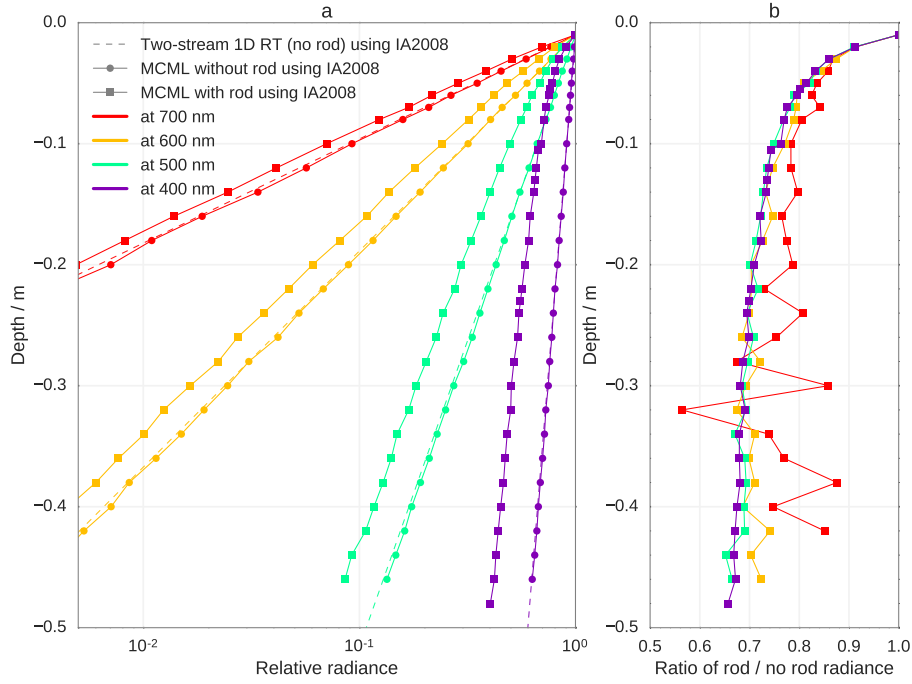 a
b
Two-stream 1D RT (no rod) using IA2008
MCML without rod using IA2008
MCML with rod using IA2008
at 700 nm
at 600 nm
at 500 nm
at 400 nm
0.0
−0.1
−0.2
−0.3
−0.4
−0.5
Depth / m
10⁻²
10⁻¹
10⁰
Relative radiance
0.0
−0.1
−0.2
−0.3
−0.4
−0.5
Depth / m
0.5
0.6
0.7
0.8
0.9
1.0
Ratio of rod / no rod radiance